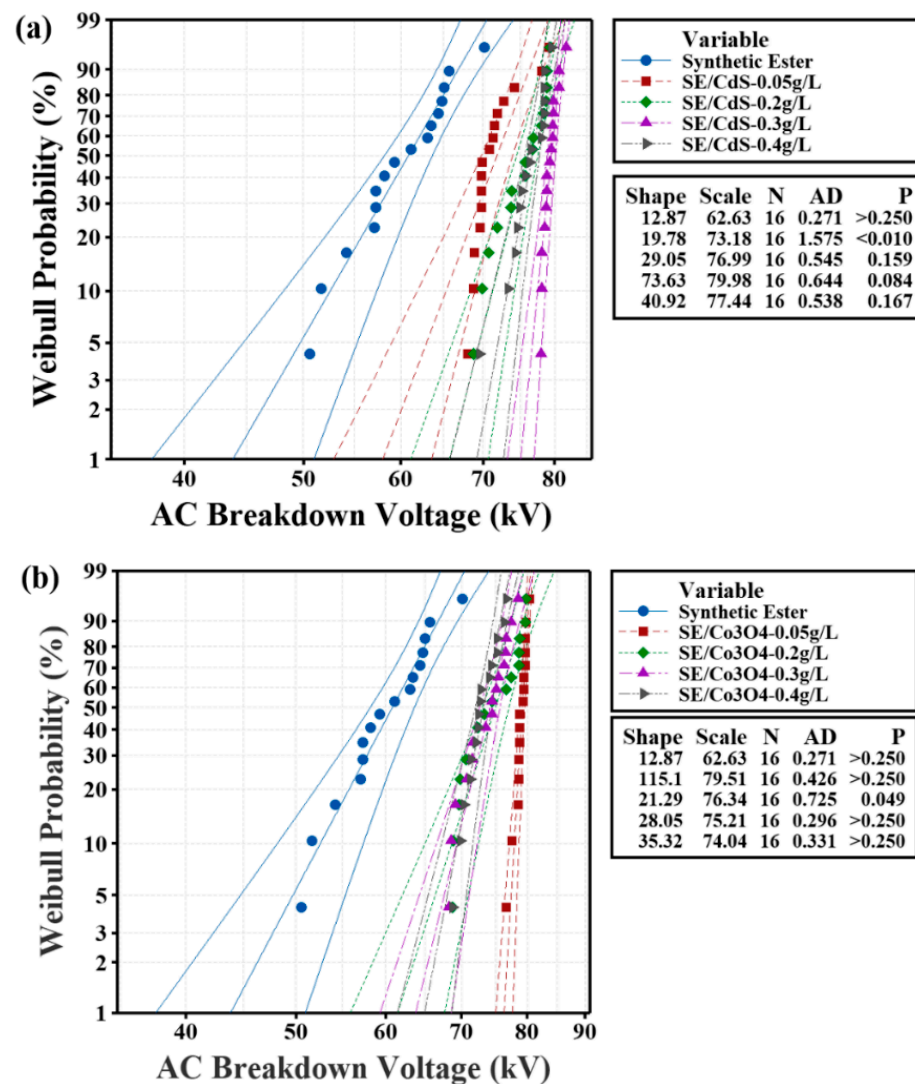 (a)
99
90
80
70
60
50
40
30
20
10
5
3
2
1
Weibull Probability (%)
40 50 60 70 80
AC Breakdown Voltage (kV)
Variable
Synthetic Ester
SE/CdS-0.05g/L
SE/CdS-0.2g/L
SE/CdS-0.3g/L
SE/CdS-0.4g/L
Shape Scale N AD P
12.87 62.63 16 0.271 >0.250
19.78 73.18 16 1.575 <0.010
29.05 76.99 16 0.545 0.159
73.63 79.98 16 0.644 0.084
40.92 77.44 16 0.538 0.167
(b)
99
90
80
70
60
50
40
30
20
10
5
3
2
1
Weibull Probability (%)
40 50 60 70 80 90
AC Breakdown Voltage (kV)
Variable
Synthetic Ester
SE/Co3O4-0.05g/L
SE/Co3O4-0.2g/L
SE/Co3O4-0.3g/L
SE/Co3O4-0.4g/L
Shape Scale N AD P
12.87 62.63 16 0.271 >0.250
115.1 79.51 16 0.426 >0.250
21.29 76.34 16 0.725 0.049
28.05 75.21 16 0.296 >0.250
35.32 74.04 16 0.331 >0.250